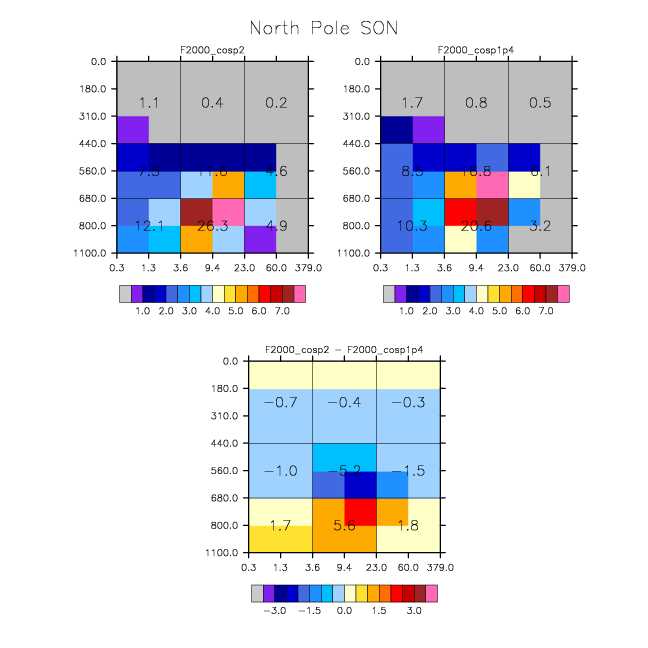 North Pole SON
F2000_cosp2
0.0
180.0
310.0
440.0
560.0
680.0
800.0
1100.0
1.1 0.4 0.2
7.5 11.6 4.6
12.1 26.3 4.9
0.3 1.3 3.6 9.4 23.0 60.0 379.0
1.0 2.0 3.0 4.0 5.0 6.0 7.0
F2000_cosp1p4
0.0
180.0
310.0
440.0
560.0
680.0
800.0
1100.0
1.7 0.8 0.5
8.5 16.8 6.1
10.3 20.6 3.2
0.3 1.3 3.6 9.4 23.0 60.0 379.0
1.0 2.0 3.0 4.0 5.0 6.0 7.0
F2000_cosp2 − F2000_cosp1p4
0.0
180.0
310.0
440.0
560.0
680.0
800.0
1100.0
−0.7 −0.4 −0.3
−1.0 −5.2 −1.5
1.7 5.6 1.8
0.3 1.3 3.6 9.4 23.0 60.0 379.0
−3.0 −1.5 0.0 1.5 3.0